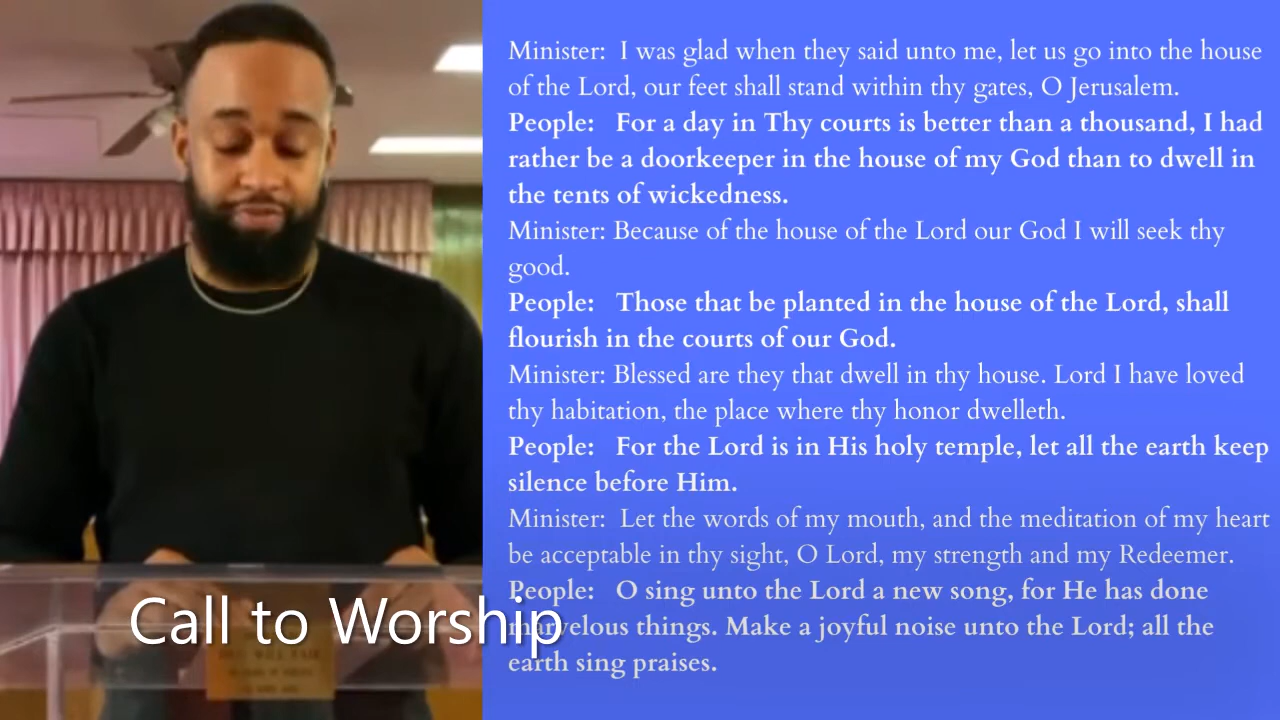 Minister:  I was glad when they said unto me, let us go into the house
of the Lord, our feet shall stand within thy gates, O Jerusalem.
People:   For a day in Thy courts is better than a thousand, I had
rather be a doorkeeper in the house of my God than to dwell in
the tents of wickedness.
Minister: Because of the house of the Lord our God I will seek thy
good.
People:   Those that be planted in the house of the Lord, shall
flourish in the courts of our God.
Minister: Blessed are they that dwell in thy house. Lord I have loved
thy habitation, the place where thy honor dwelleth.
People:   For the Lord is in His holy temple, let all the earth keep
silence before Him.
Minister:  Let the words of my mouth, and the meditation of my heart
be acceptable in thy sight, O Lord, my strength and my Redeemer.
People:   O sing unto the Lord a new song, for He has done
marvelous things. Make a joyful noise unto the Lord; all the
earth sing praises.
Call to Worship